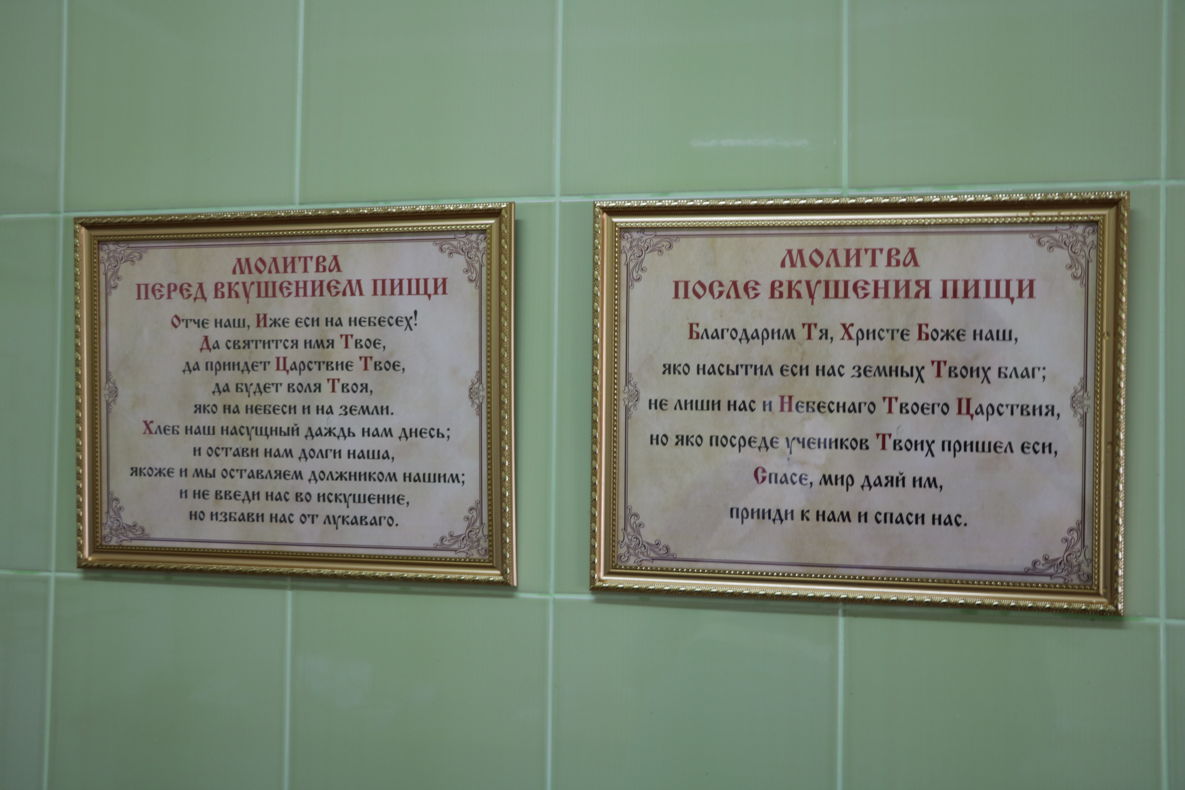 МОЛИТВА
ПЕРЕД ВКУШЕНИЕМ ПИЩИ
Отче наш, Иже еси на небесех!
Да святится имя Твое,
да приидет Царствие Твое,
да будет воля Твоя,
яко на небеси и на земли.
Хлеб наш насущный даждь нам днесь;
и остави нам долги наша,
якоже и мы оставляем должником нашим;
и не введи нас во искушение,
но избави нас от лукаваго.
МОЛИТВА
ПОСЛЕ ВКУШЕНИЯ ПИЩИ
Благодарим Тя, Христе Боже наш,
яко насытил еси нас земных Твоих благ;
не лиши нас и Небеснаго Твоего Царствия,
но яко посреде учеников Твоих пришел еси,
Спасе, мир даяй им,
прииди к нам и спаси нас.